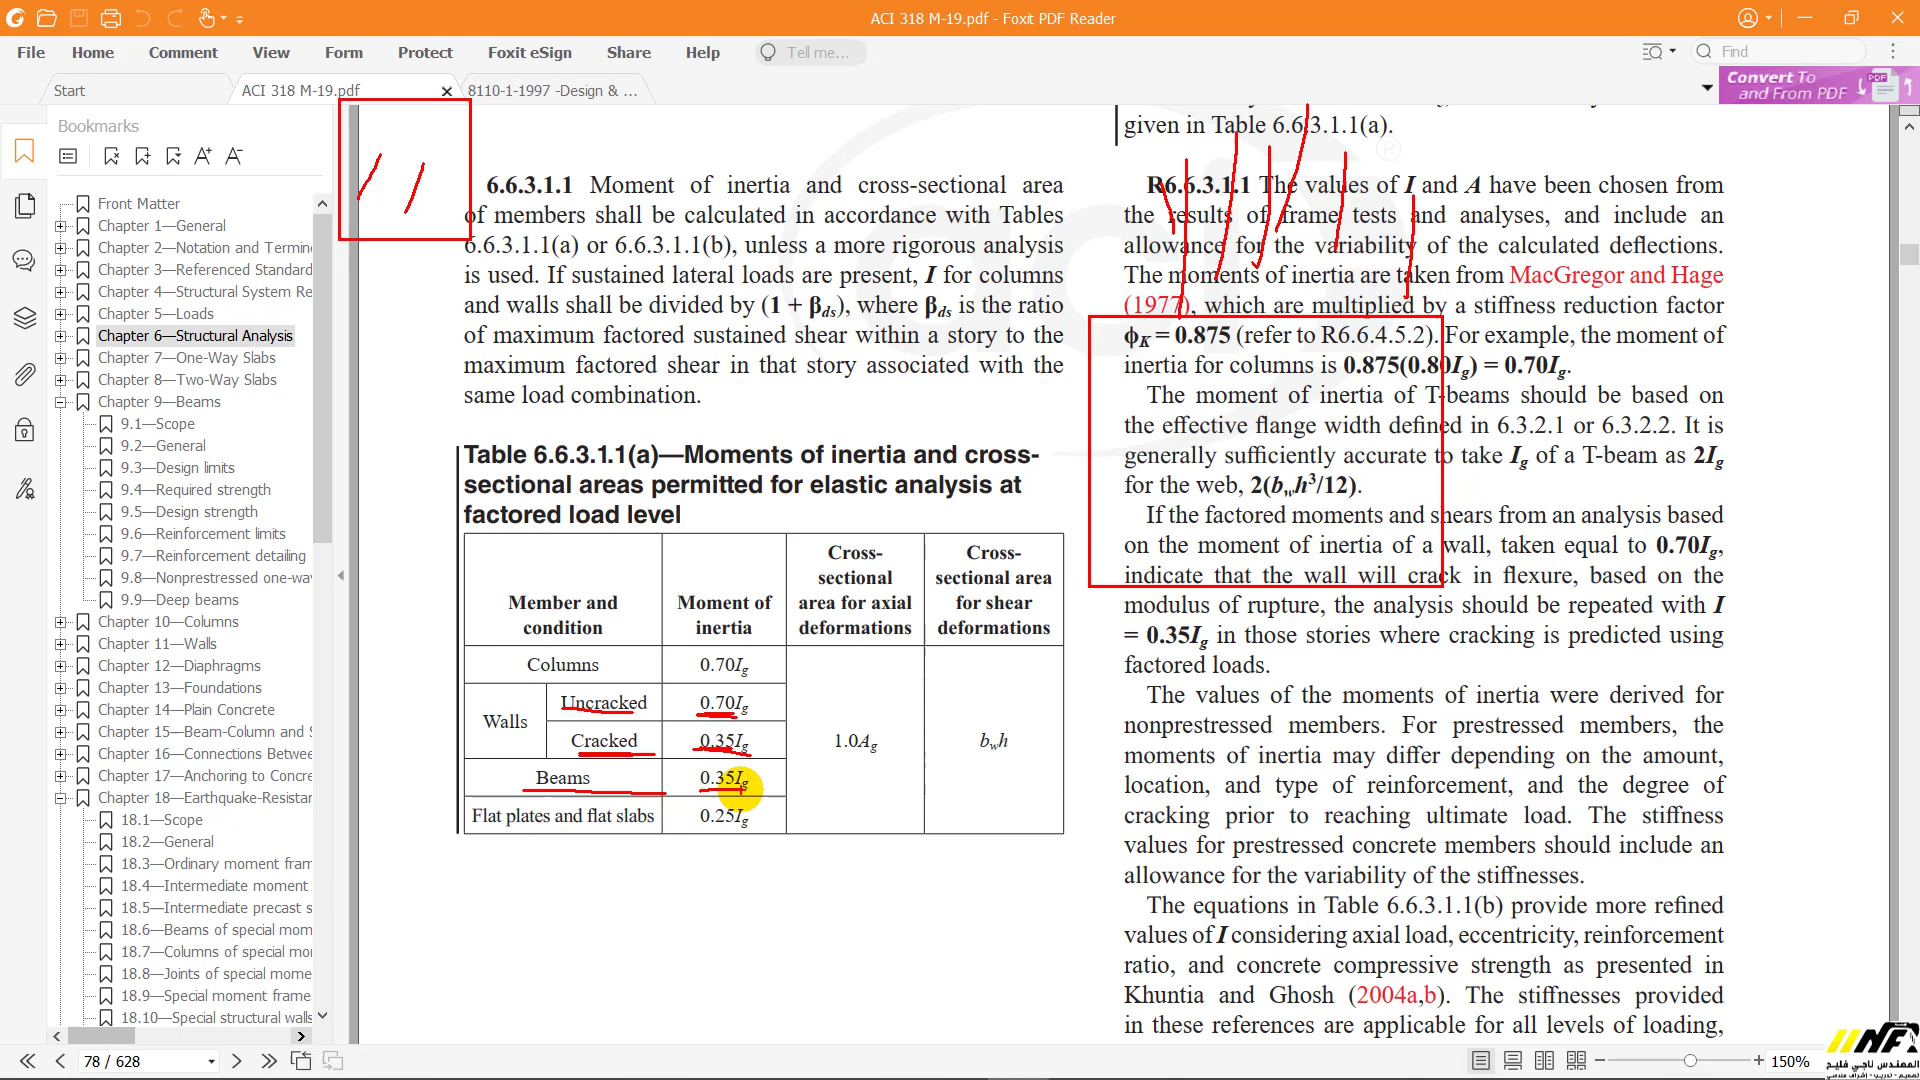 ACI 318 M-19.pdf - Foxit PDF Reader
File Home Comment View Form Protect Foxit eSign Share Help Tell me... Find
Start ACI 318 M-19.pdf 8110-1-1997 -Design & ...
Convert To and From PDF
PDF
Bookmarks
Front Matter
Chapter 1—General
Chapter 2—Notation and Termin
Chapter 3—Referenced Standard
Chapter 4—Structural System Re
Chapter 5—Loads
Chapter 6—Structural Analysis
Chapter 7—One-Way Slabs
Chapter 8—Two-Way Slabs
Chapter 9—Beams
9.1—Scope
9.2—General
9.3—Design limits
9.4—Required strength
9.5—Design strength
9.6—Reinforcement limits
9.7—Reinforcement detailing
9.8—Nonprestressed one-wa
9.9—Deep beams
Chapter 10—Columns
Chapter 11—Walls
Chapter 12—Diaphragms
Chapter 13—Foundations
Chapter 14—Plain Concrete
Chapter 15—Beam-Column and S
Chapter 16—Connections Betwee
Chapter 17—Anchoring to Concre
Chapter 18—Earthquake-Resistar
18.1—Scope
18.2—General
18.3—Ordinary moment fram
18.4—Intermediate moment
18.5—Intermediate precast s
18.6—Beams of special mom
18.7—Columns of special mo
18.8—Joints of special mome
18.9—Special moment frame
18.10—Special structural walls
6.6.3.1.1 Moment of inertia and cross-sectional area
of members shall be calculated in accordance with Tables
6.6.3.1.1(a) or 6.6.3.1.1(b), unless a more rigorous analysis
is used. If sustained lateral loads are present, I for columns
and walls shall be divided by (1 + βds), where βds is the ratio
of maximum factored sustained shear within a story to the
maximum factored shear in that story associated with the
same load combination.
Table 6.6.3.1.1(a)—Moments of inertia and cross-
sectional areas permitted for elastic analysis at
factored load level
Member and condition
Moment of inertia
Cross-sectional area for axial deformations
Cross-sectional area for shear deformations
Columns 0.70Ig
Walls Uncracked 0.70Ig
Cracked 0.35Ig 1.0Ag bwh
Beams 0.35Ig
Flat plates and flat slabs 0.25Ig
given in Table 6.6.3.1.1(a).
R6.6.3.1.1 The values of I and A have been chosen from
the results of frame tests and analyses, and include an
allowance for the variability of the calculated deflections.
The moments of inertia are taken from MacGregor and Hage
(1977), which are multiplied by a stiffness reduction factor
ϕK = 0.875 (refer to R6.6.4.5.2). For example, the moment of
inertia for columns is 0.875(0.80Ig) = 0.70Ig.
The moment of inertia of T-beams should be based on
the effective flange width defined in 6.3.2.1 or 6.3.2.2. It is
generally sufficiently accurate to take Ig of a T-beam as 2Ig
for the web, 2(bwh³/12).
If the factored moments and shears from an analysis based
on the moment of inertia of a wall, taken equal to 0.70Ig,
indicate that the wall will crack in flexure, based on the
modulus of rupture, the analysis should be repeated with I
= 0.35Ig in those stories where cracking is predicted using
factored loads.
The values of the moments of inertia were derived for
nonprestressed members. For prestressed members, the
moments of inertia may differ depending on the amount,
location, and type of reinforcement, and the degree of
cracking prior to reaching ultimate load. The stiffness
values for prestressed concrete members should include an
allowance for the variability of the stiffnesses.
The equations in Table 6.6.3.1.1(b) provide more refined
values of I considering axial load, eccentricity, reinforcement
ratio, and concrete compressive strength as presented in
Khuntia and Ghosh (2004a,b). The stiffnesses provided
in these references are applicable for all levels of loading,
78 / 628
150%
المهندس ناجي فليح